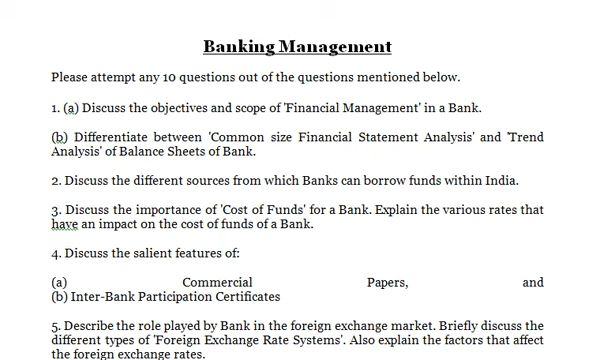 Banking Management
Please attempt any 10 questions out of the questions mentioned below.
1. (a) Discuss the objectives and scope of 'Financial Management' in a Bank.
(b) Differentiate between 'Common size Financial Statement Analysis' and 'Trend
Analysis' of Balance Sheets of Bank.
2. Discuss the different sources from which Banks can borrow funds within India.
3. Discuss the importance of 'Cost of Funds' for a Bank. Explain the various rates that
have an impact on the cost of funds of a Bank.
4. Discuss the salient features of:
(a) Commercial Papers, and
(b) Inter-Bank Participation Certificates
5. Describe the role played by Bank in the foreign exchange market. Briefly discuss the
different types of 'Foreign Exchange Rate Systems'. Also explain the factors that affect
the foreign exchange rates.